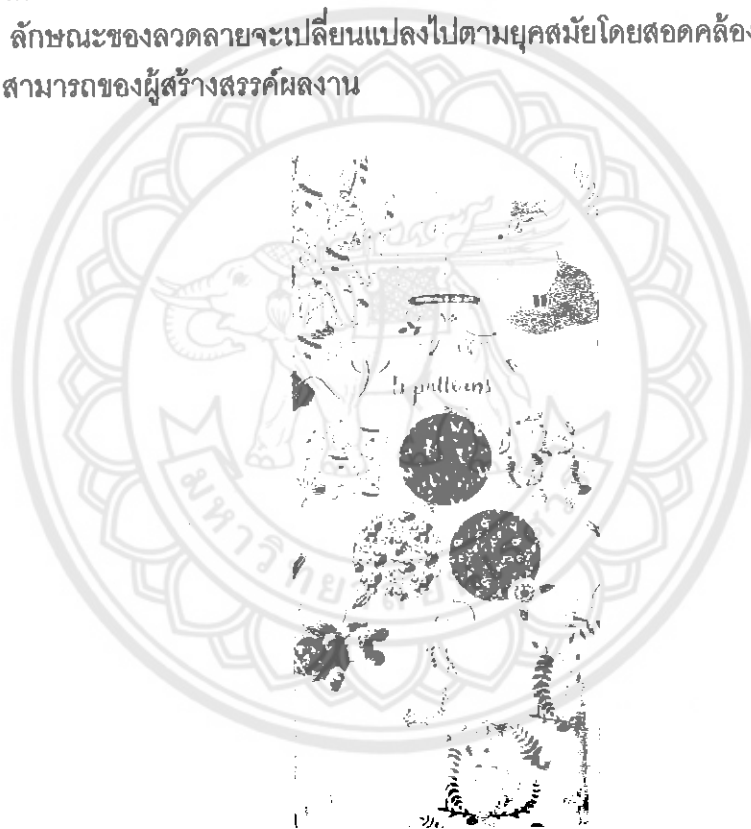 ลักษณะของลวดลายจะเปลี่ยนแปลงไปตามยุคสมัยโดยสอดคล้อง
สามารถของผู้สร้างสรรค์ผลงาน
patterns